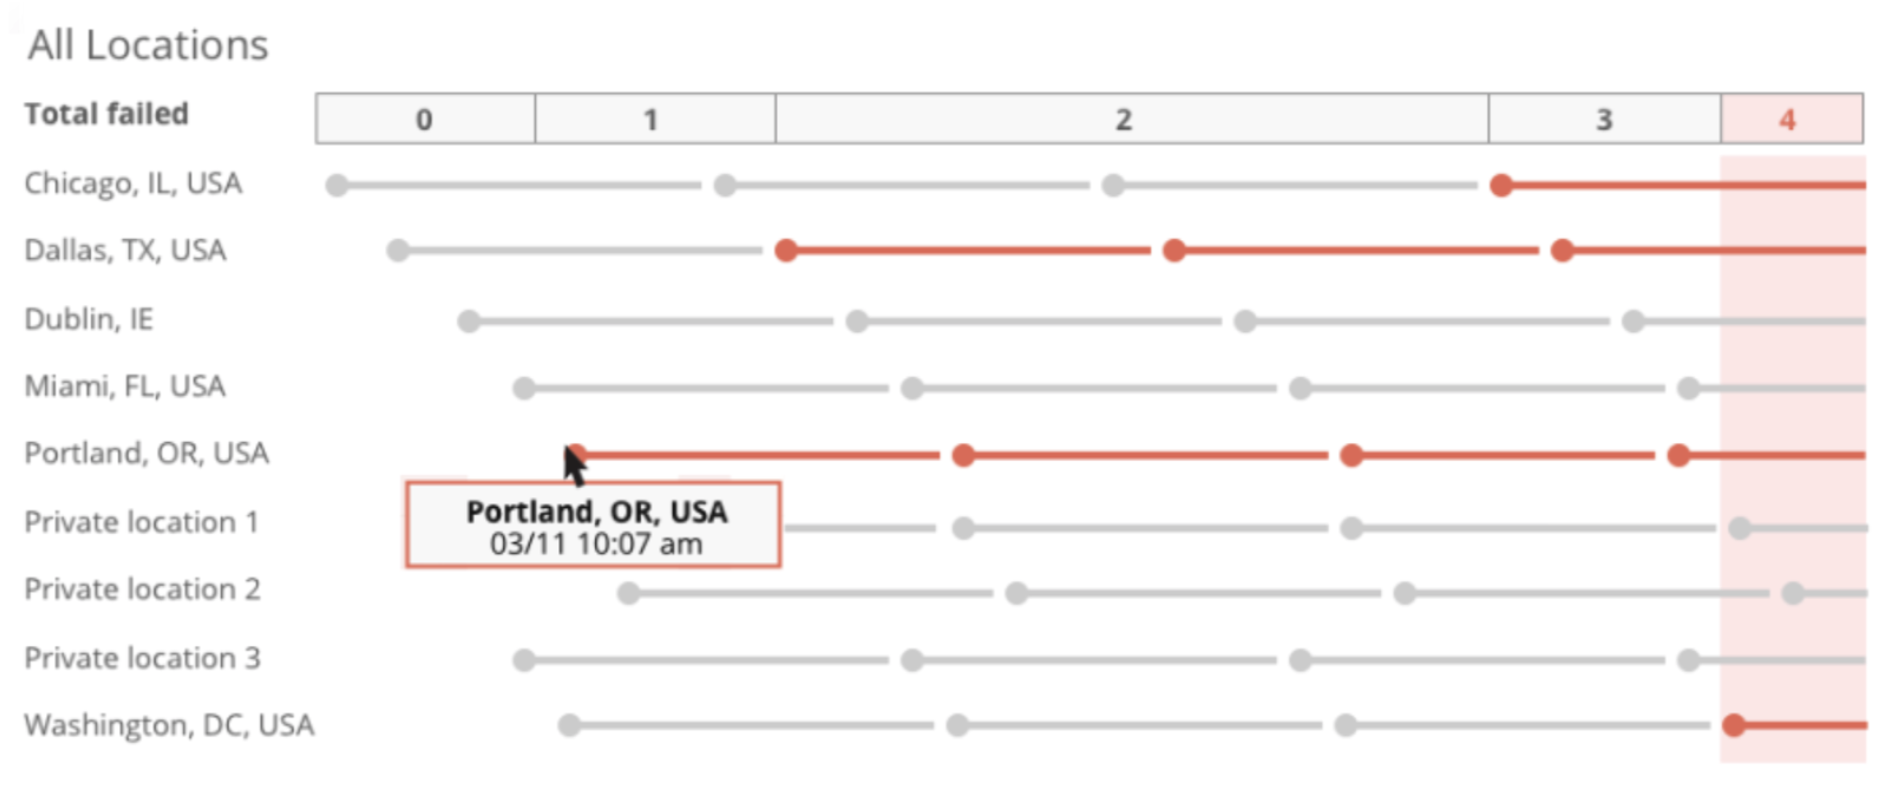 All Locations
Total failed 0 1 2 3 4
Chicago, IL, USA
Dallas, TX, USA
Dublin, IE
Miami, FL, USA
Portland, OR, USA
Portland, OR, USA
03/11 10:07 am
Private location 1
Private location 2
Private location 3
Washington, DC, USA